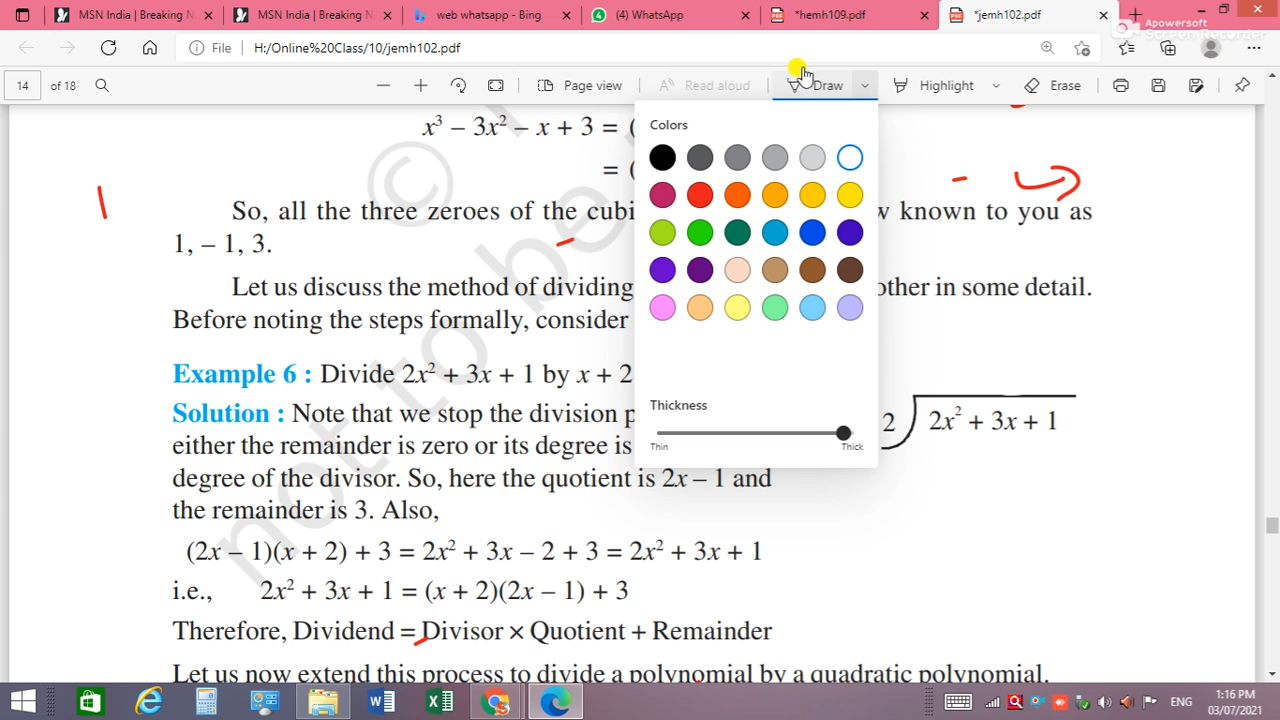 MSN India | Breaking N
MSN India | Breaking N
web whatsapp - Bing
(4) WhatsApp
*hemh109.pdf
*jemh102.pdf
Apowersoft
Screen Recorder
File
H:/Online%20Class/10/jemh102.pdf
14 of 18
Page view
Read aloud
Draw
Highlight
Erase
Colors
x³ – 3x² – x + 3 = (
= (
So, all the three zeroes of the cubi w known to you as
1, – 1, 3.
Let us discuss the method of dividing other in some detail.
Before noting the steps formally, consider
Example 6 : Divide 2x² + 3x + 1 by x + 2
Solution : Note that we stop the division p
either the remainder is zero or its degree is
degree of the divisor. So, here the quotient is 2x – 1 and
the remainder is 3. Also,
2 2x² + 3x + 1
Thickness
Thin
Thick
(2x – 1)(x + 2) + 3 = 2x² + 3x – 2 + 3 = 2x² + 3x + 1
i.e., 2x² + 3x + 1 = (x + 2)(2x – 1) + 3
Therefore, Dividend = Divisor × Quotient + Remainder
Let us now extend this process to divide a polynomial by a quadratic polynomial.
©
not to be
ENG
1:16 PM
03/07/2021